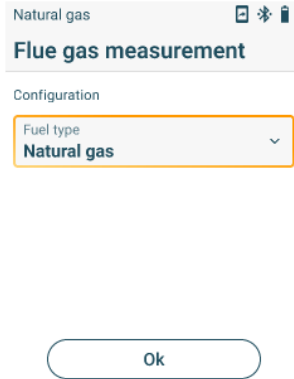 Natural gas
Flue gas measurement
Configuration
Fuel type
Natural gas
Ok